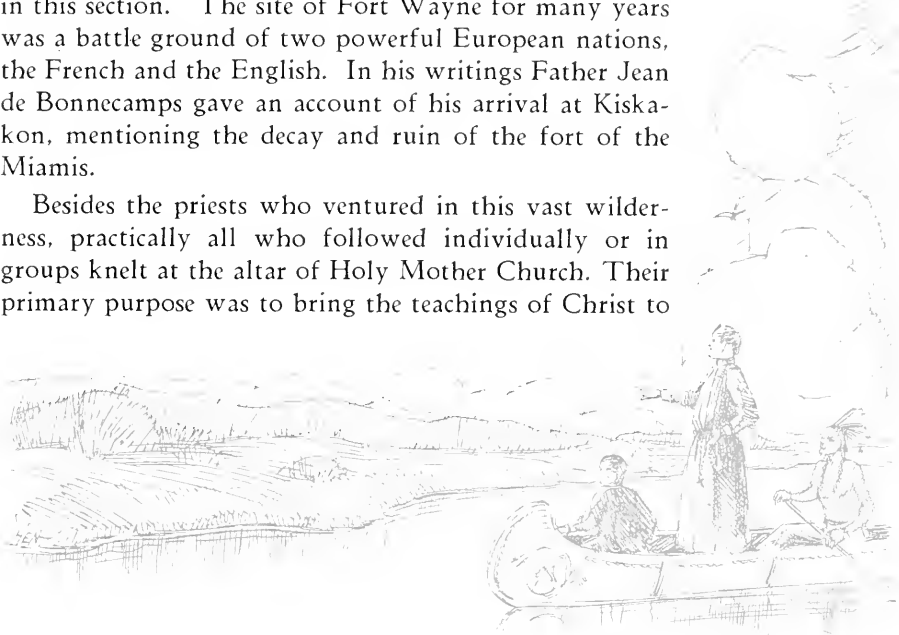 in this section. The site of Fort Wayne for many years
was a battle ground of two powerful European nations,
the French and the English. In his writings Father Jean
de Bonnecamps gave an account of his arrival at Kiska-
kon, mentioning the decay and ruin of the fort of the
Miamis.
Besides the priests who ventured in this vast wilder-
ness, practically all who followed individually or in
groups knelt at the altar of Holy Mother Church. Their
primary purpose was to bring the teachings of Christ to